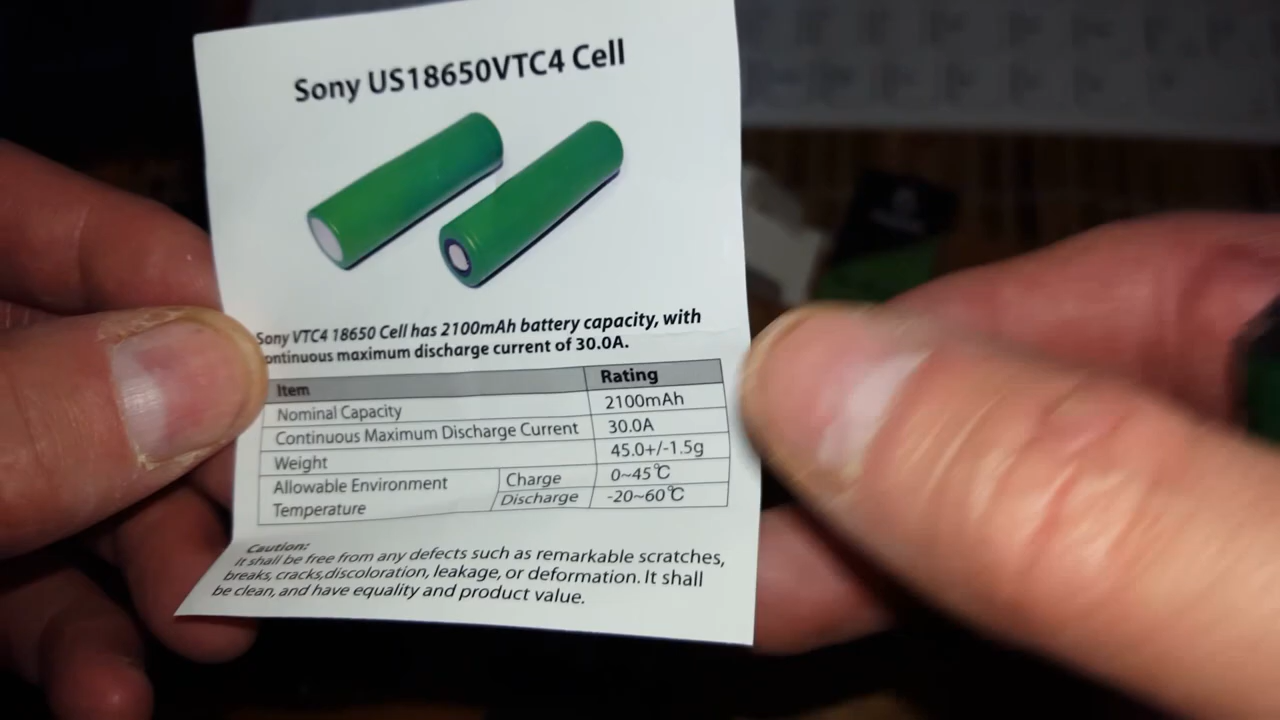 Sony US18650VTC4 Cell
Sony VTC4 18650 Cell has 2100mAh battery capacity, with
ontinuous maximum discharge current of 30.0A.
Item Rating
Nominal Capacity 2100mAh
Continuous Maximum Discharge Current 30.0A
Weight 45.0+/-1.5g
Allowable Environment Charge 0~45℃
Temperature Discharge -20~60℃
Caution:
It shall be free from any defects such as remarkable scratches,
breaks, cracks,discoloration, leakage, or deformation. It shall
be clean, and have equality and product value.